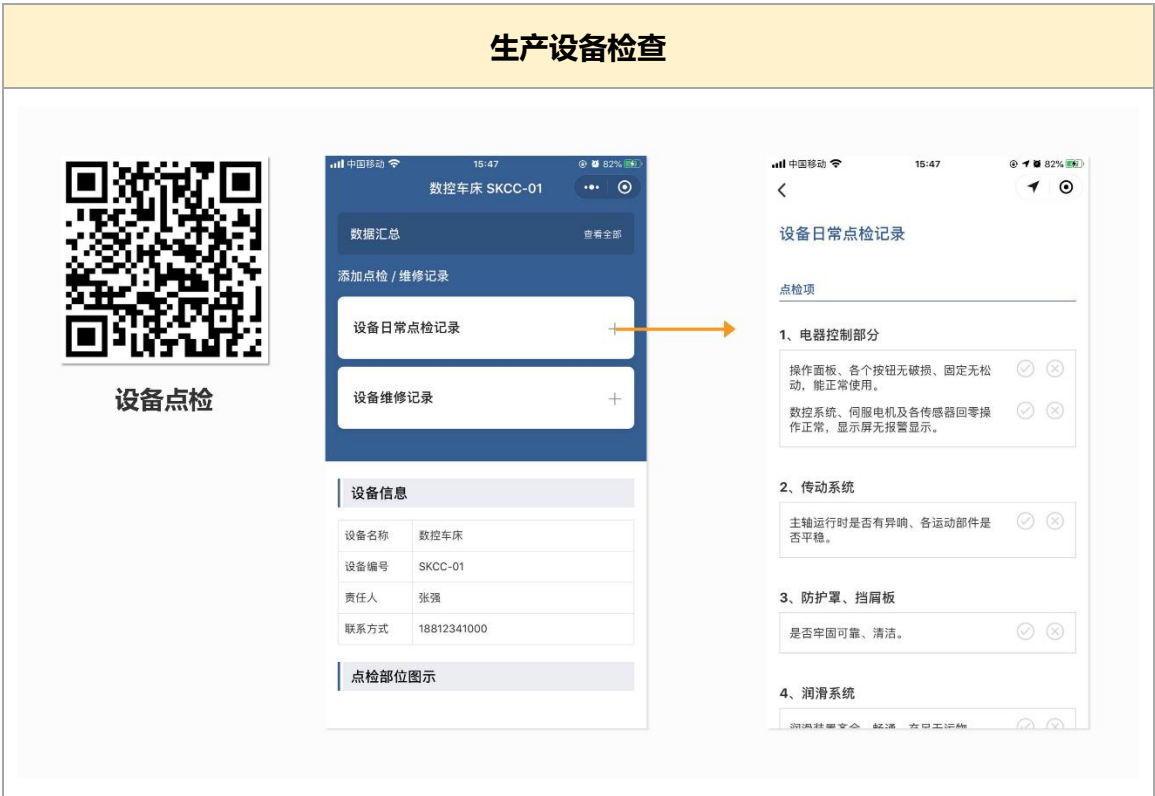 生产设备检查
设备点检
中国移动 15:47 82%
数控车床 SKCC-01
数据汇总 查看全部
添加点检 / 维修记录
设备日常点检记录
设备维修记录
设备信息
设备名称 数控车床
设备编号 SKCC-01
责任人 张强
联系方式 18812341000
点检部位图示
中国移动 15:47 82%
设备日常点检记录
点检项
1、电器控制部分
操作面板、各个按钮无破损、固定无松
动，能正常使用。
数控系统、伺服电机及各传感器回零操
作正常，显示屏无报警显示。
2、传动系统
主轴运行时是否有异响、各运动部件是
否平稳。
3、防护罩、挡屑板
是否牢固可靠、清洁。
4、润滑系统